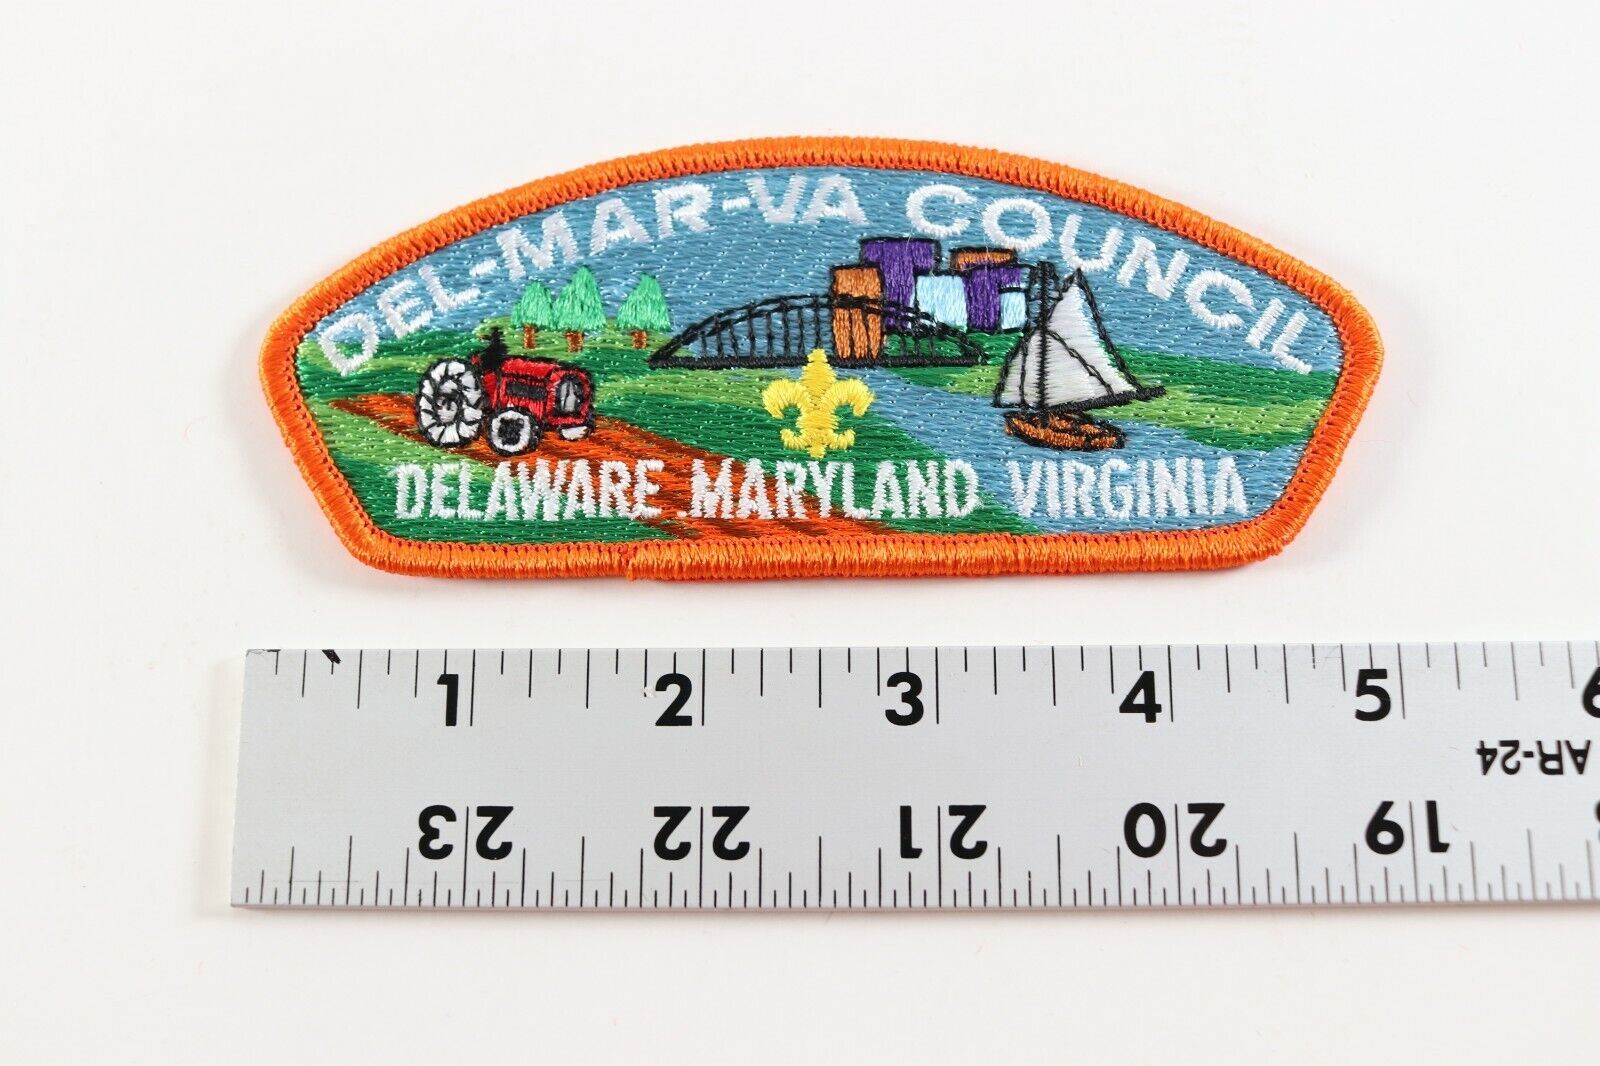 DEL-MAR-VA COUNCIL
DELAWARE.MARYLAND VIRGINIA
1 2 3 4 5
AR-24
23 22 21 20 19